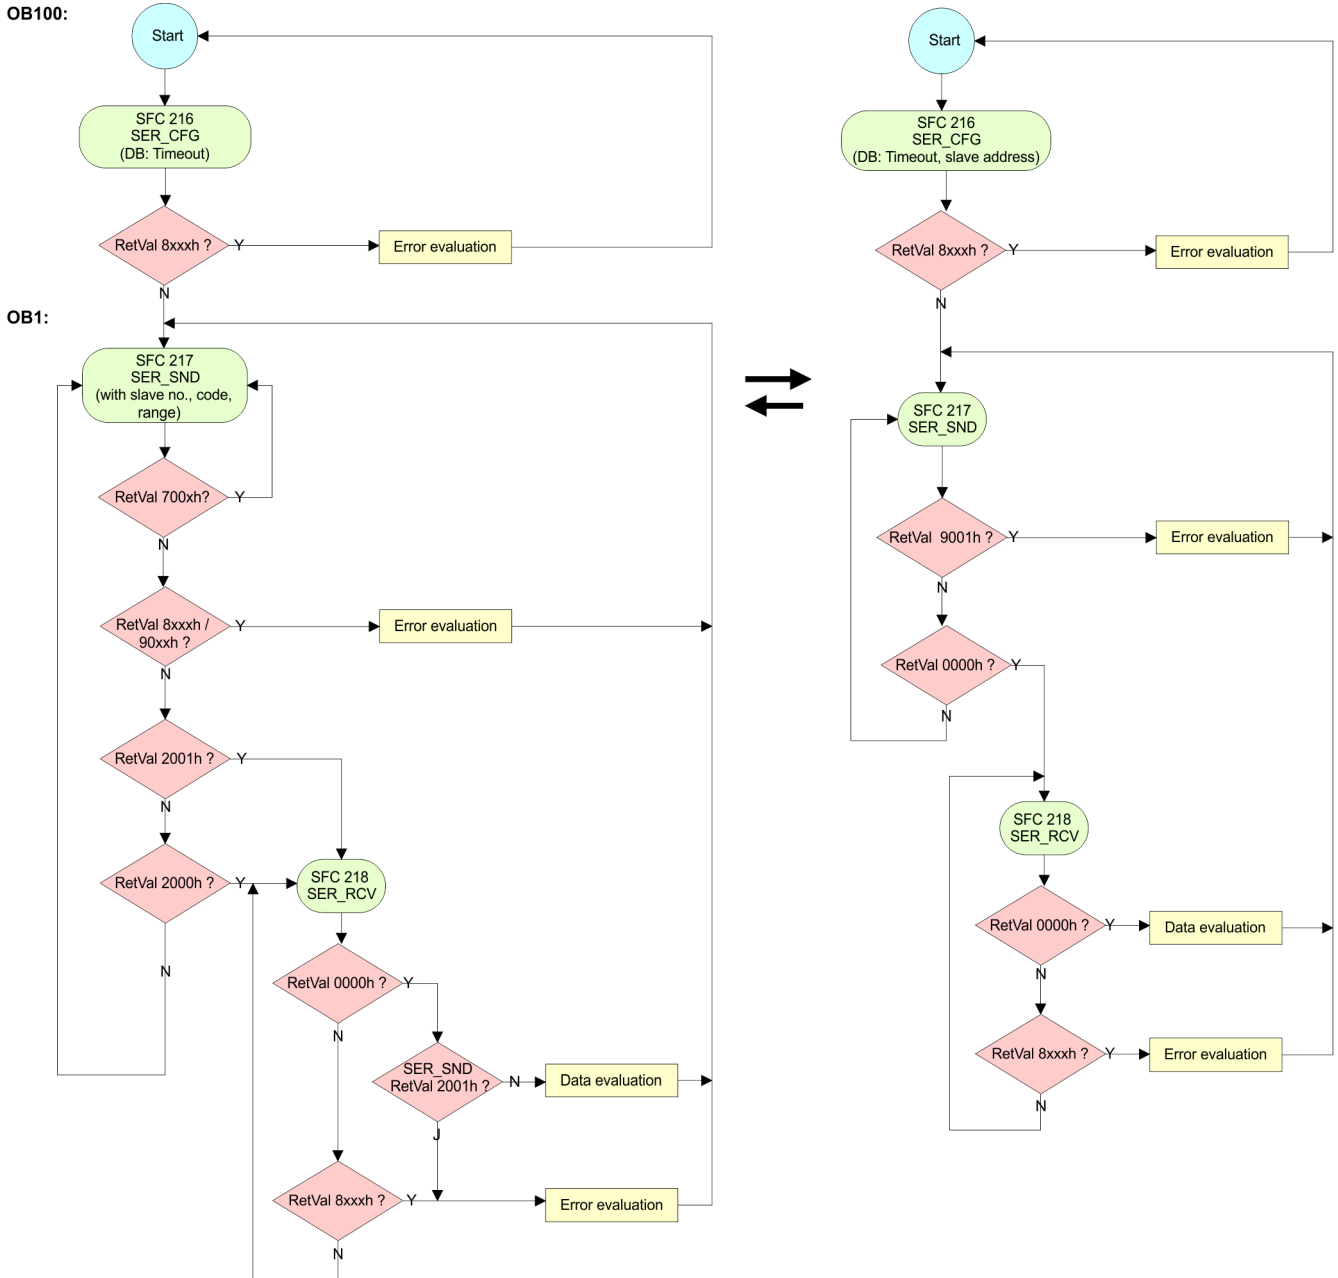 OB100:
Start
SFC 216
SER_CFG
(DB: Timeout)
RetVal 8xxxh ?
Y
Error evaluation
N
OB1:
SFC 217
SER_SND
(with slave no., code,
range)
RetVal 700xh?
Y
N
RetVal 8xxxh /
90xxh ?
Y
Error evaluation
N
RetVal 2001h ?
Y
N
RetVal 2000h ?
Y
N
SFC 218
SER_RCV
RetVal 0000h ?
Y
N
SER_SND
RetVal 2001h ?
N
Data evaluation
J
RetVal 8xxxh ?
Y
Error evaluation
N
Start
SFC 216
SER_CFG
(DB: Timeout, slave address)
RetVal 8xxxh ?
Y
Error evaluation
N
SFC 217
SER_SND
RetVal  9001h ?
Y
Error evaluation
N
RetVal 0000h ?
Y
N
SFC 218
SER_RCV
RetVal 0000h ?
Y
Data evaluation
N
RetVal 8xxxh ?
Y
Error evaluation
N